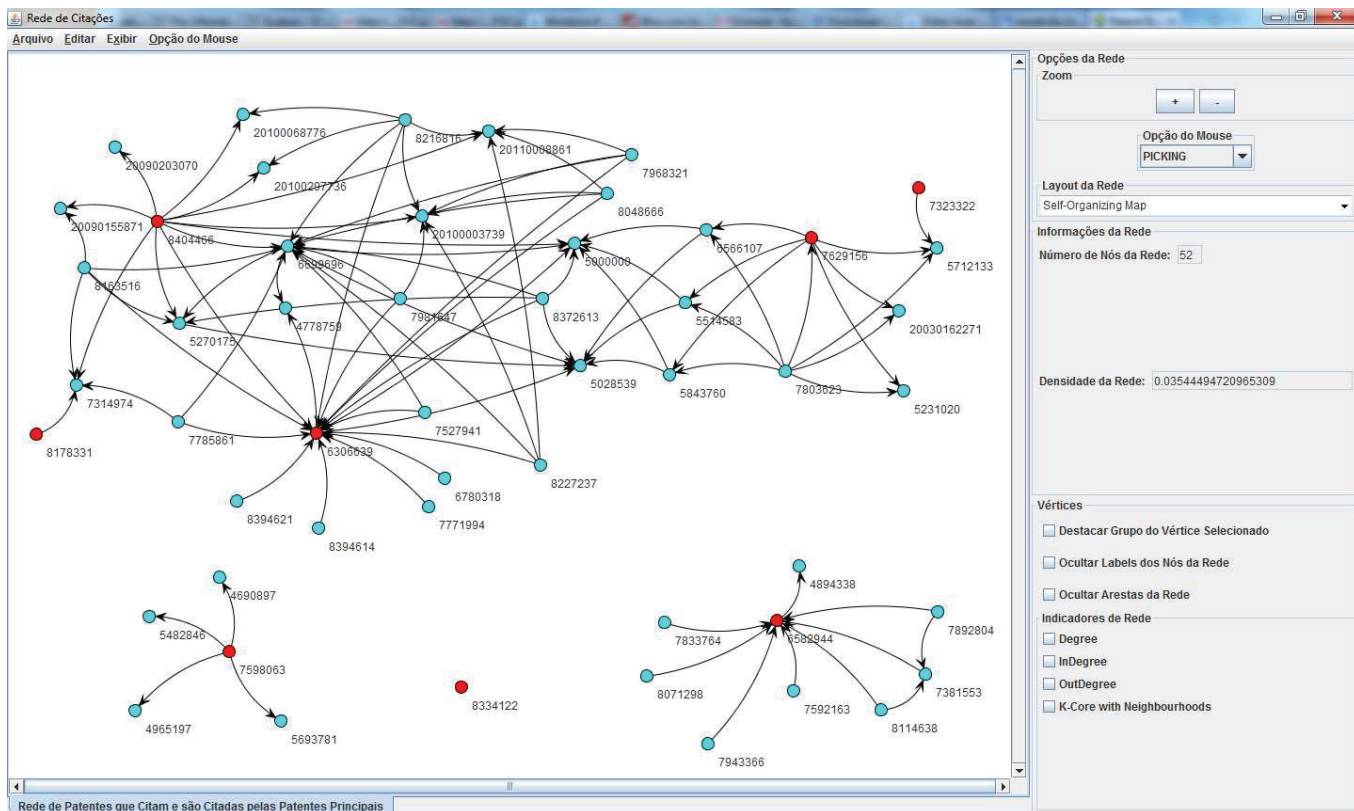 Rede de Citações
Arquivo Editar Exibir Opção do Mouse
20100068776
8216816
20110008861
20090203070
20100297736
7968321
7323322
8048666
20090155871
8404466
20100003739
6566107
7629156
5712133
6699696
5000000
8163516
4778759
7981647
8372613
5514583
20030162271
5270175
5028539
5843760
7803623
5231020
7314974
7527941
8178331
7785861
6306639
8227237
6780318
8394621
7771994
8394614
4690897
4894338
5482846
7833764
6582944
7892804
7598063
8071298
7592163
7381553
8334122
8114638
4965197
5693781
7943366
Rede de Patentes que Citam e são Citadas pelas Patentes Principais
Opções da Rede
Zoom
+ -
Opção do Mouse
PICKING
Layout da Rede
Self-Organizing Map
Informações da Rede
Número de Nós da Rede: 52
Densidade da Rede: 0.03544494720965309
Vértices
Destacar Grupo do Vértice Selecionado
Ocultar Labels dos Nós da Rede
Ocultar Arestas da Rede
Indicadores de Rede
Degree
InDegree
OutDegree
K-Core with Neighbourhoods